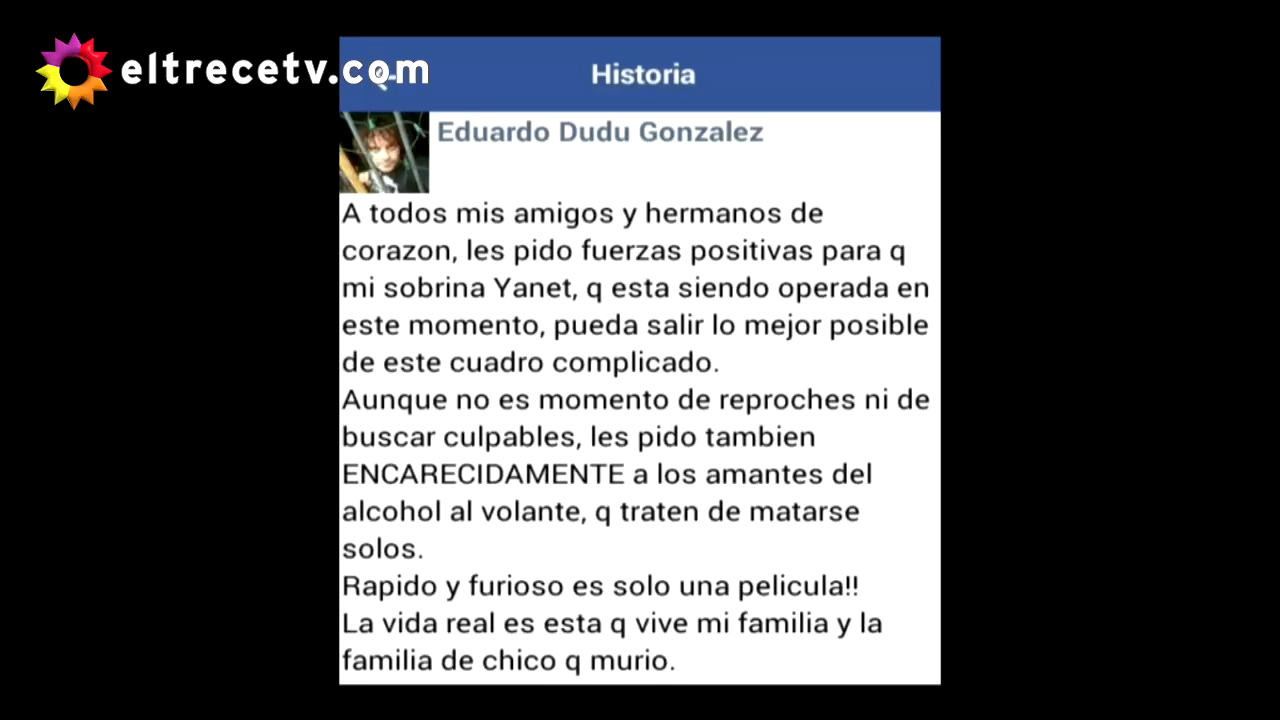 eltrecetv.com
Historia
Eduardo Dudu Gonzalez
A todos mis amigos y hermanos de
corazon, les pido fuerzas positivas para q
mi sobrina Yanet, q esta siendo operada en
este momento, pueda salir lo mejor posible
de este cuadro complicado.
Aunque no es momento de reproches ni de
buscar culpables, les pido tambien
ENCARECIDAMENTE a los amantes del
alcohol al volante, q traten de matarse
solos.
Rapido y furioso es solo una pelicula!!
La vida real es esta q vive mi familia y la
familia de chico q murio.